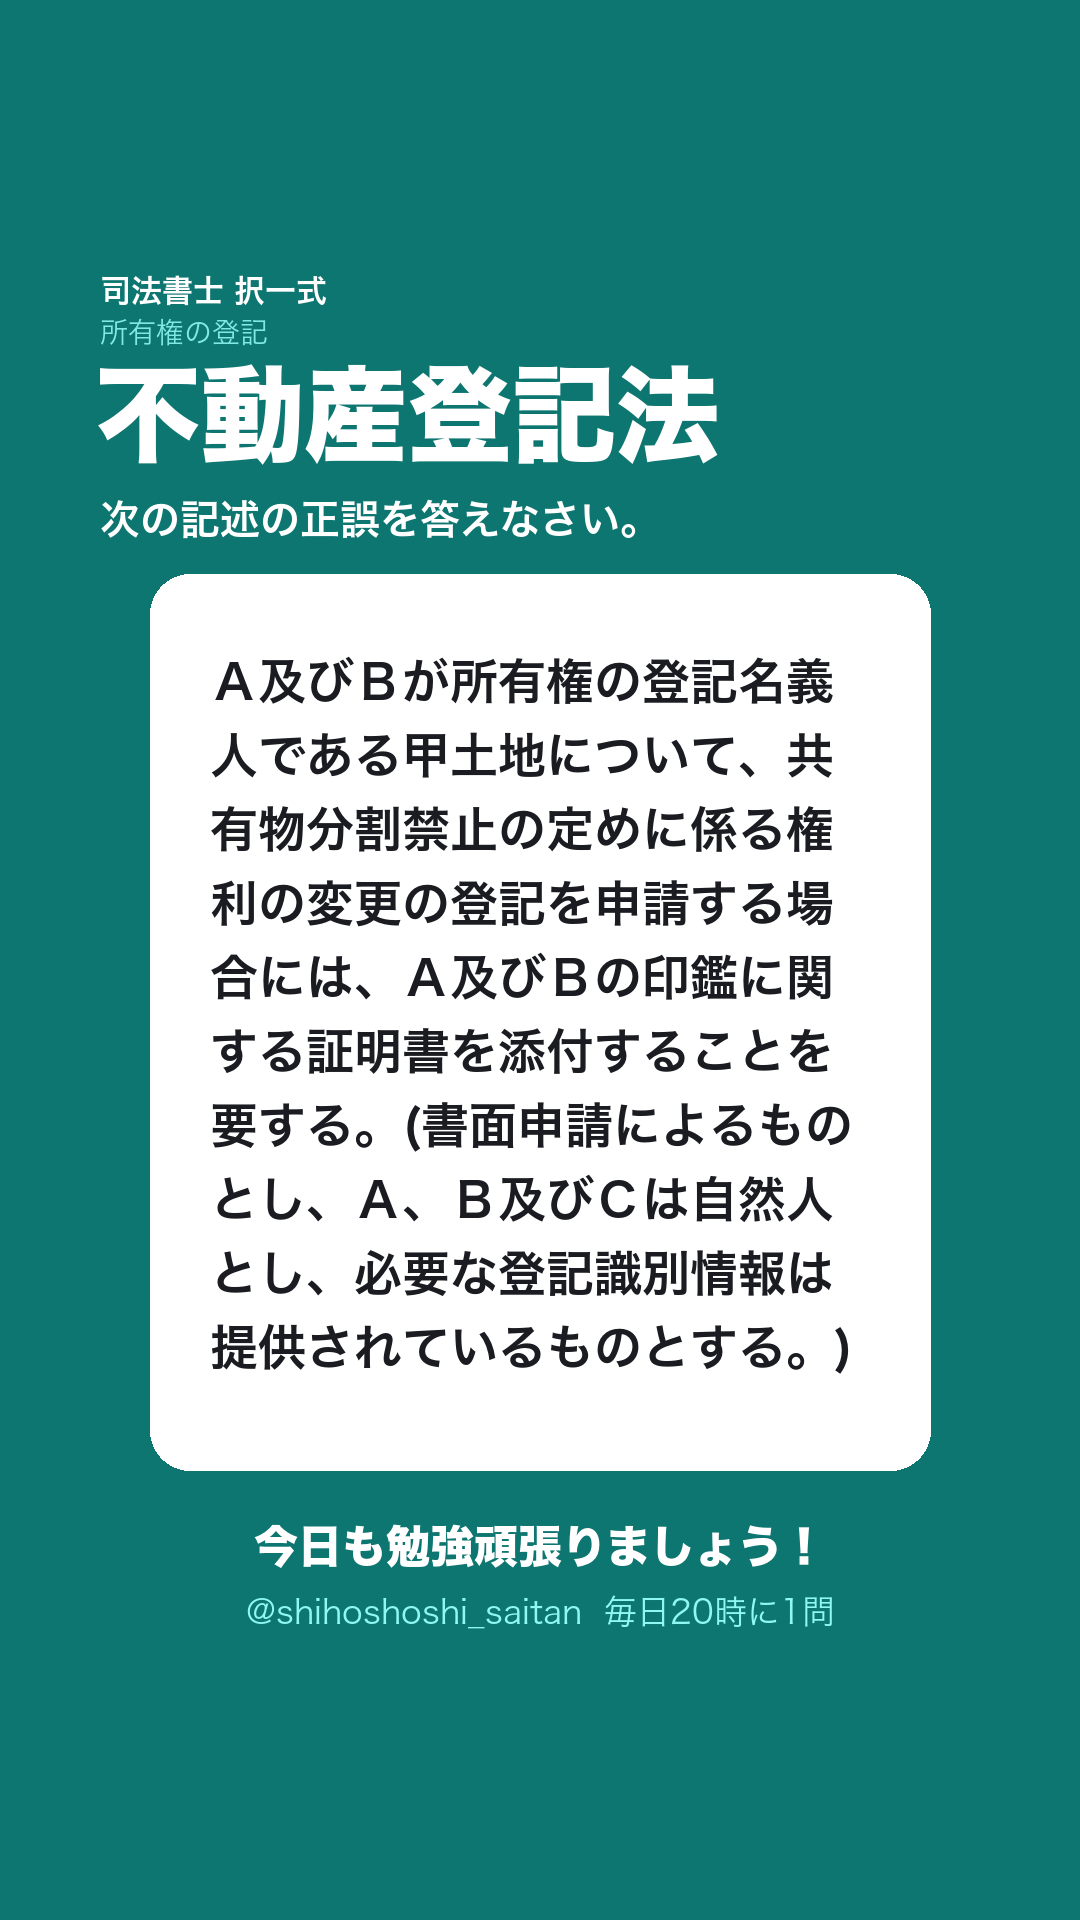 司法書士 択一式
所有権の登記
不動産登記法
次の記述の正誤を答えなさい。
Ａ及びＢが所有権の登記名義
人である甲土地について、共
有物分割禁止の定めに係る権
利の変更の登記を申請する場
合には、Ａ及びＢの印鑑に関
する証明書を添付することを
要する。(書面申請によるもの
とし、Ａ、Ｂ及びＣは自然人
とし、必要な登記識別情報は
提供されているものとする。)
今日も勉強頑張りましょう！
@shihoshoshi_saitan 毎日20時に1問